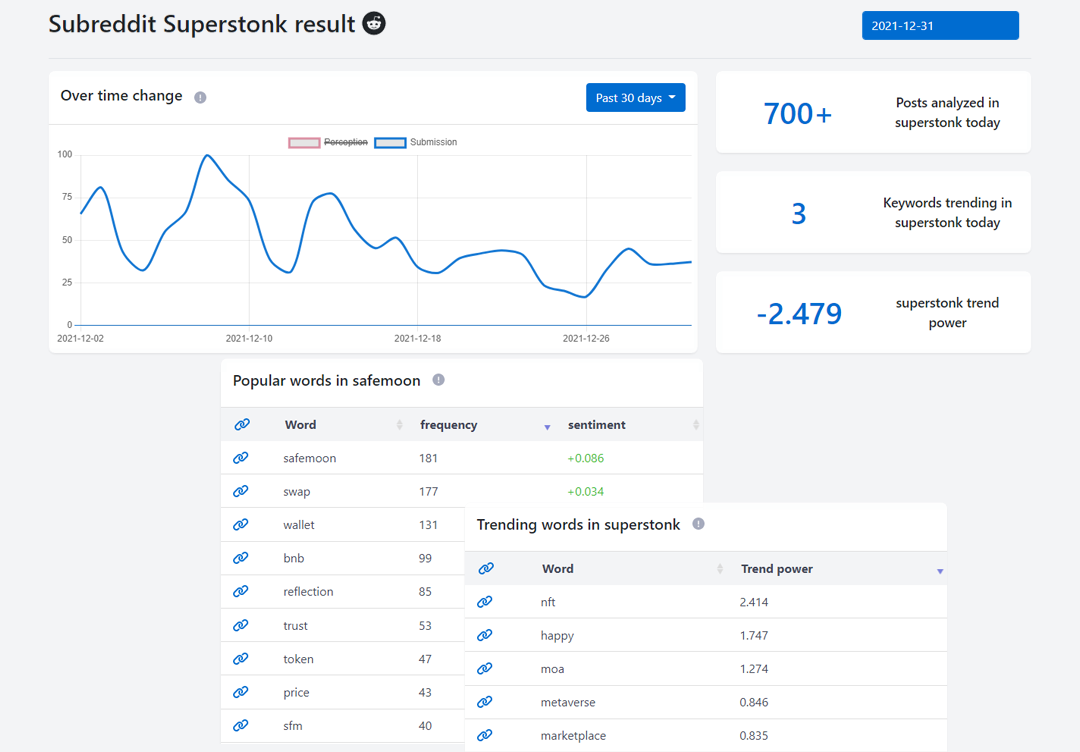 Subreddit Superstonk result
2021-12-31
Over time change
Past 30 days
Perception Submission
100
75
50
25
0
2021-12-02 2021-12-10 2021-12-18 2021-12-26
700+
Posts analyzed in
superstonk today
3
Keywords trending in
superstonk today
-2.479
superstonk trend
power
Popular words in safemoon
Word frequency sentiment
safemoon 181 +0.086
swap 177 +0.034
wallet 131
bnb 99
reflection 85
trust 53
token 47
price 43
sfm 40
Trending words in superstonk
Word Trend power
nft 2.414
happy 1.747
moa 1.274
metaverse 0.846
marketplace 0.835